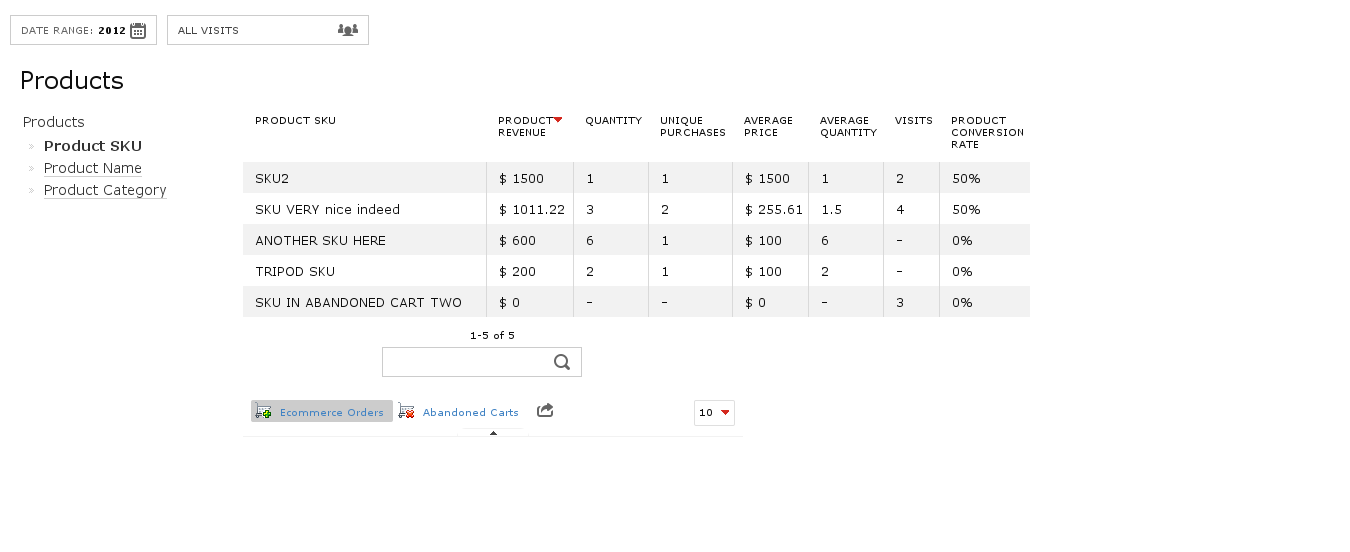 DATE RANGE: 2012
ALL VISITS
Products
Products
Product SKU
Product Name
Product Category
PRODUCT SKU PRODUCT REVENUE QUANTITY UNIQUE PURCHASES AVERAGE PRICE AVERAGE QUANTITY VISITS PRODUCT CONVERSION RATE
SKU2 $ 1500 1 1 $ 1500 1 2 50%
SKU VERY nice indeed $ 1011.22 3 2 $ 255.61 1.5 4 50%
ANOTHER SKU HERE $ 600 6 1 $ 100 6 - 0%
TRIPOD SKU $ 200 2 1 $ 100 2 - 0%
SKU IN ABANDONED CART TWO $ 0 - - $ 0 - 3 0%
1-5 of 5
Ecommerce Orders Abandoned Carts 10